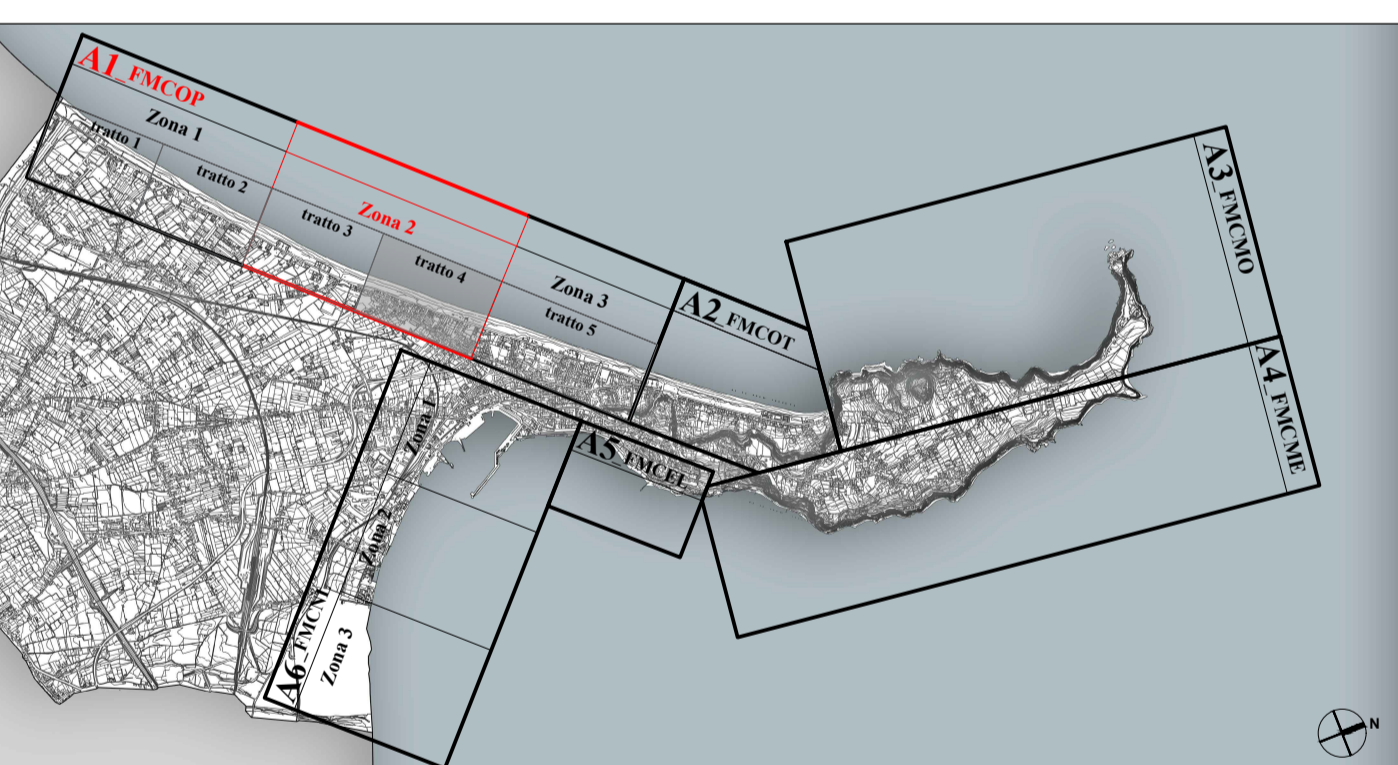 A1_FMCOP
Zona 1
tratto 1
tratto 2
Zona 2
tratto 3
tratto 4
Zona 3
tratto 5
A2_FMCOT
A3_FMCMO
A4_FMCME
A5_FMCEL
Zona 1
Zona 2
A6_FMCNI
Zona 3
N